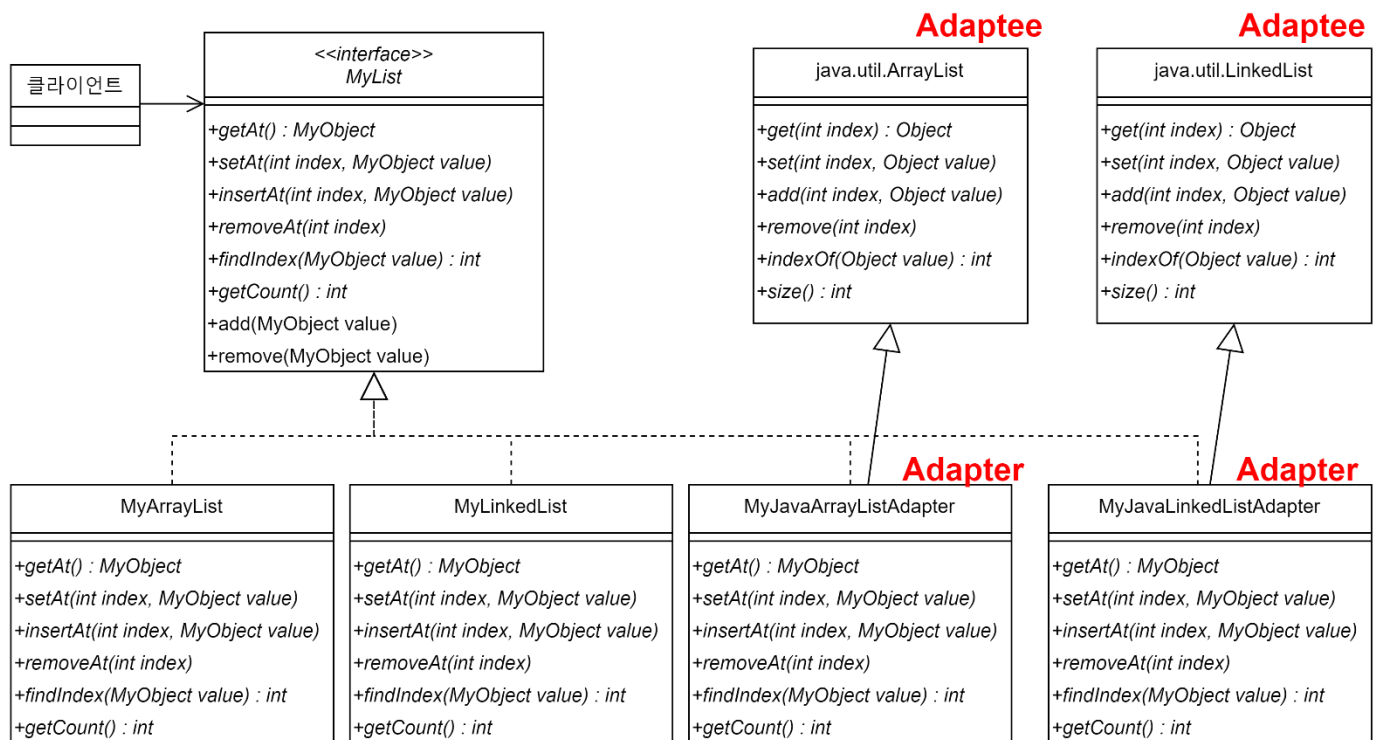 Adaptee
Adaptee
클라이언트
<<interface>>
MyList
+getAt() : MyObject
+setAt(int index, MyObject value)
+insertAt(int index, MyObject value)
+removeAt(int index)
+findIndex(MyObject value) : int
+getCount() : int
+add(MyObject value)
+remove(MyObject value)
java.util.ArrayList
+get(int index) : Object
+set(int index, Object value)
+add(int index, Object value)
+remove(int index)
+indexOf(Object value) : int
+size() : int
java.util.LinkedList
+get(int index) : Object
+set(int index, Object value)
+add(int index, Object value)
+remove(int index)
+indexOf(Object value) : int
+size() : int
Adapter
Adapter
MyArrayList
+getAt() : MyObject
+setAt(int index, MyObject value)
+insertAt(int index, MyObject value)
+removeAt(int index)
+findIndex(MyObject value) : int
+getCount() : int
MyLinkedList
+getAt() : MyObject
+setAt(int index, MyObject value)
+insertAt(int index, MyObject value)
+removeAt(int index)
+findIndex(MyObject value) : int
+getCount() : int
MyJavaArrayListAdapter
+getAt() : MyObject
+setAt(int index, MyObject value)
+insertAt(int index, MyObject value)
+removeAt(int index)
+findIndex(MyObject value) : int
+getCount() : int
MyJavaLinkedListAdapter
+getAt() : MyObject
+setAt(int index, MyObject value)
+insertAt(int index, MyObject value)
+removeAt(int index)
+findIndex(MyObject value) : int
+getCount() : int